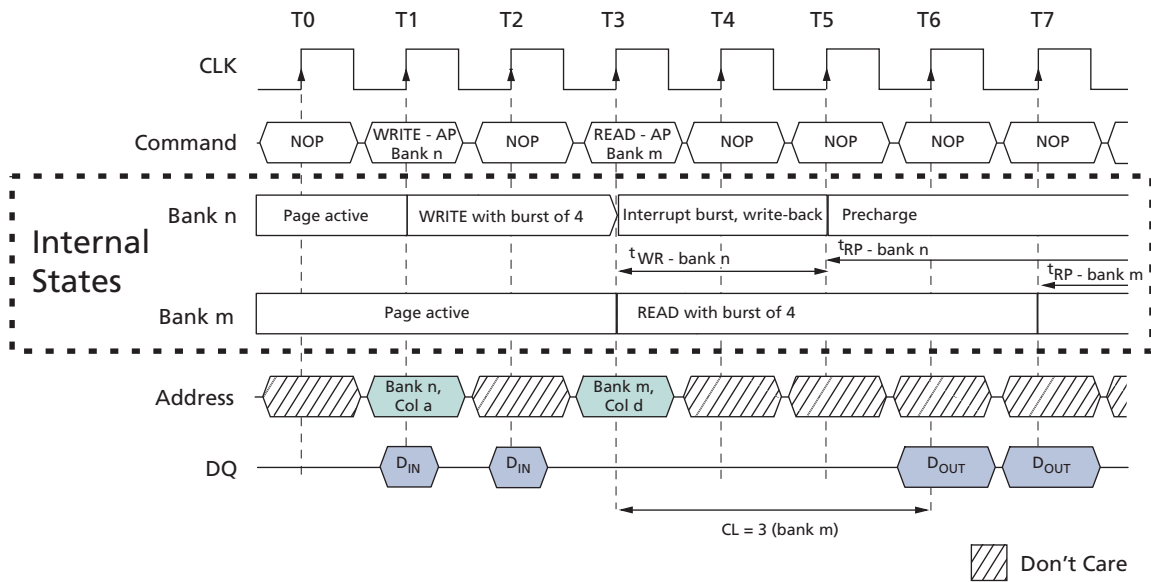 T0 T1 T2 T3 T4 T5 T6 T7
CLK
Command NOP WRITE - AP Bank n NOP READ - AP Bank m NOP NOP NOP NOP
Internal States
Bank n Page active WRITE with burst of 4 Interrupt burst, write-back Precharge
tWR - bank n tRP - bank n
tRP - bank m
Bank m Page active READ with burst of 4
Address Bank n, Col a Bank m, Col d
DQ DIN DIN DOUT DOUT
CL = 3 (bank m)
Don't Care